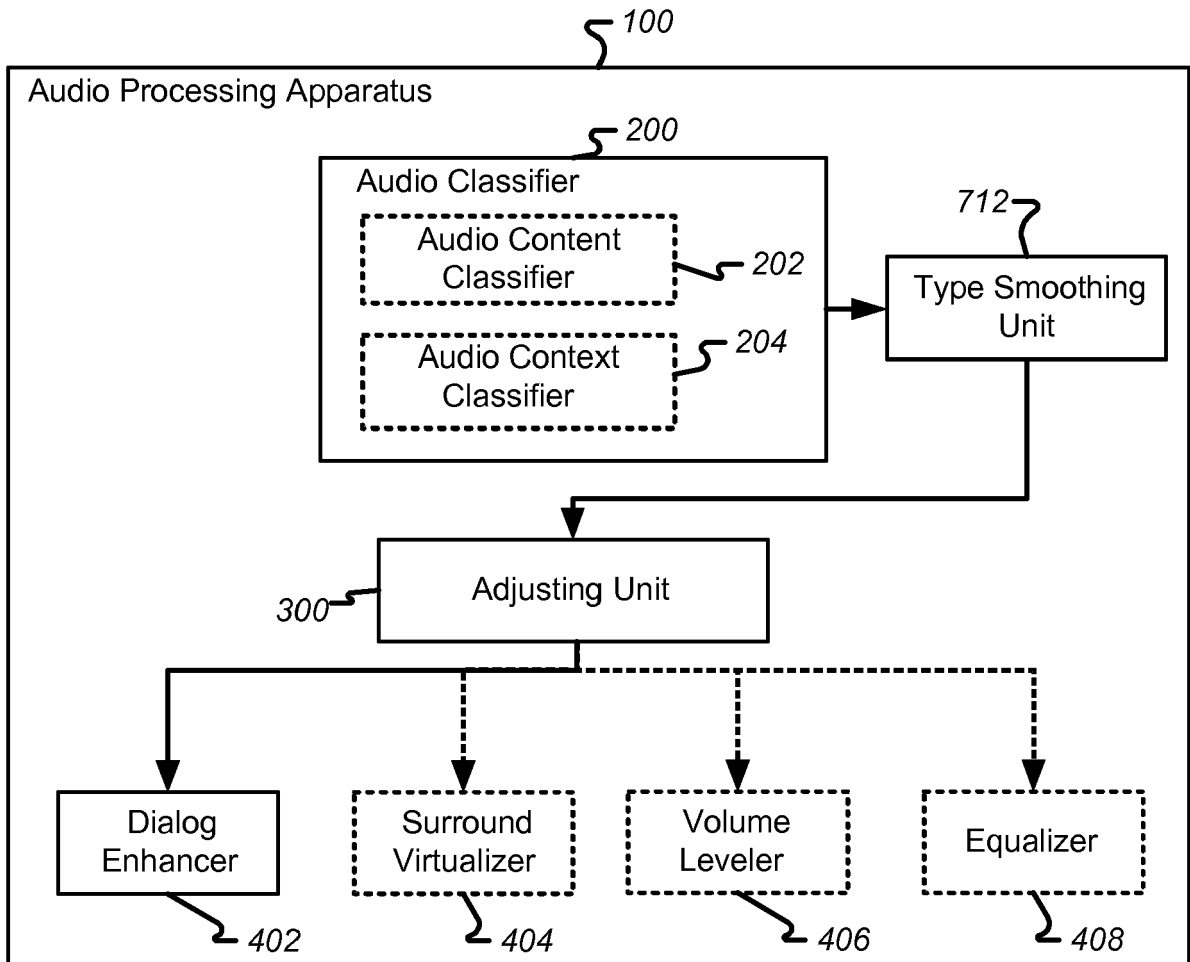 100
Audio Processing Apparatus
200
Audio Classifier
Audio Content
Classifier
202
Audio Context
Classifier
204
712
Type Smoothing
Unit
Adjusting Unit
300
Dialog
Enhancer
Surround
Virtualizer
Volume
Leveler
Equalizer
402
404
406
408